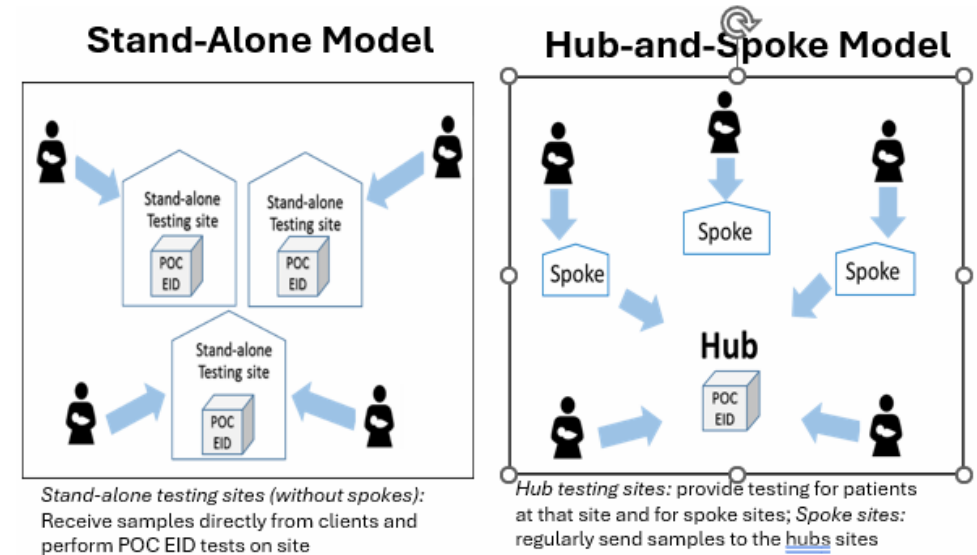 Stand-Alone Model
Stand-alone
Testing site
POC
EID
Stand-alone
Testing site
POC
EID
Stand-alone
Testing site
POC
EID
Stand-alone testing sites (without spokes):
Receive samples directly from clients and
perform POC EID tests on site
Hub-and-Spoke Model
Spoke
Spoke
Spoke
Hub
POC
EID
Hub testing sites: provide testing for patients
at that site and for spoke sites; Spoke sites:
regularly send samples to the hubs sites